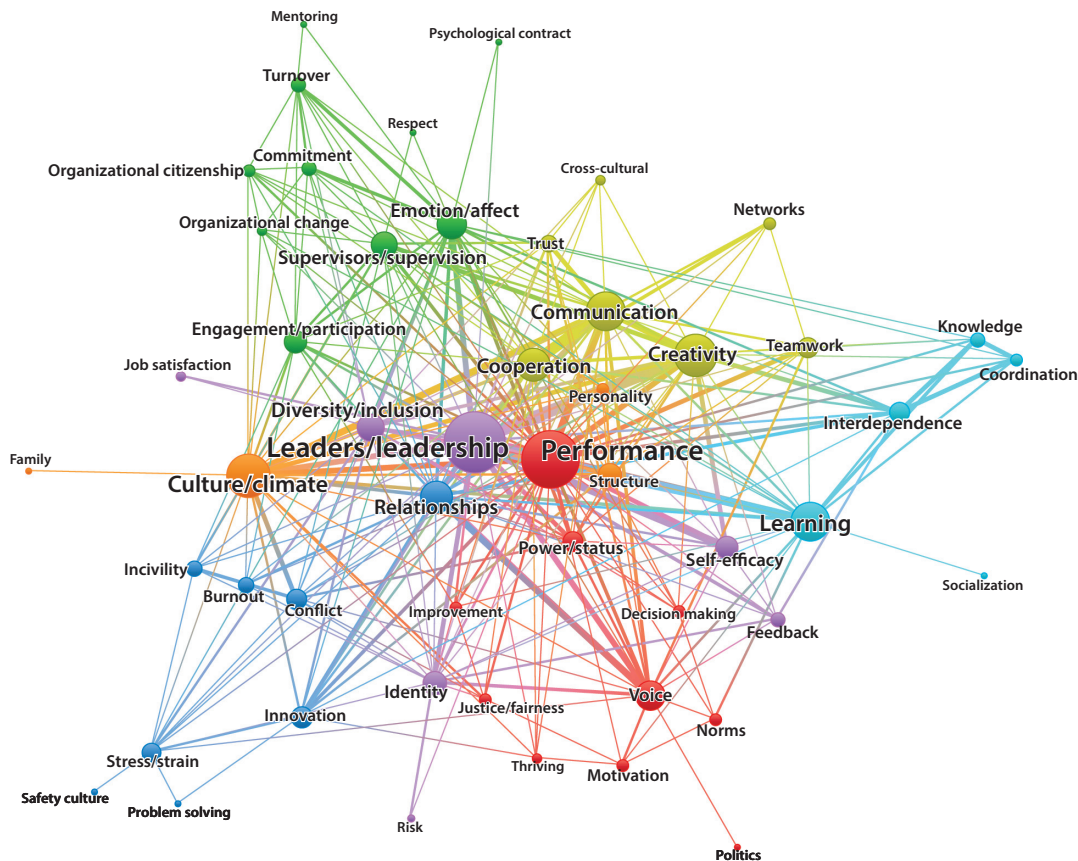 Mentoring
Psychological contract
Turnover
Respect
Commitment
Organizational citizenship
Cross-cultural
Emotion/affect
Networks
Organizational change
Trust
Supervisors/supervision
Communication
Engagement/participation
Knowledge
Teamwork
Creativity
Job satisfaction
Cooperation
Coordination
Personality
Diversity/inclusion
Interdependence
Leaders/leadership
Performance
Family
Culture/climate
Structure
Relationships
Learning
Power/status
Self-efficacy
Incivility
Socialization
Burnout
Conflict
Improvement
Decision making
Feedback
Identity
Voice
Justice/fairness
Innovation
Norms
Stress/strain
Thriving
Motivation
Safety culture
Problem solving
Risk
Politics